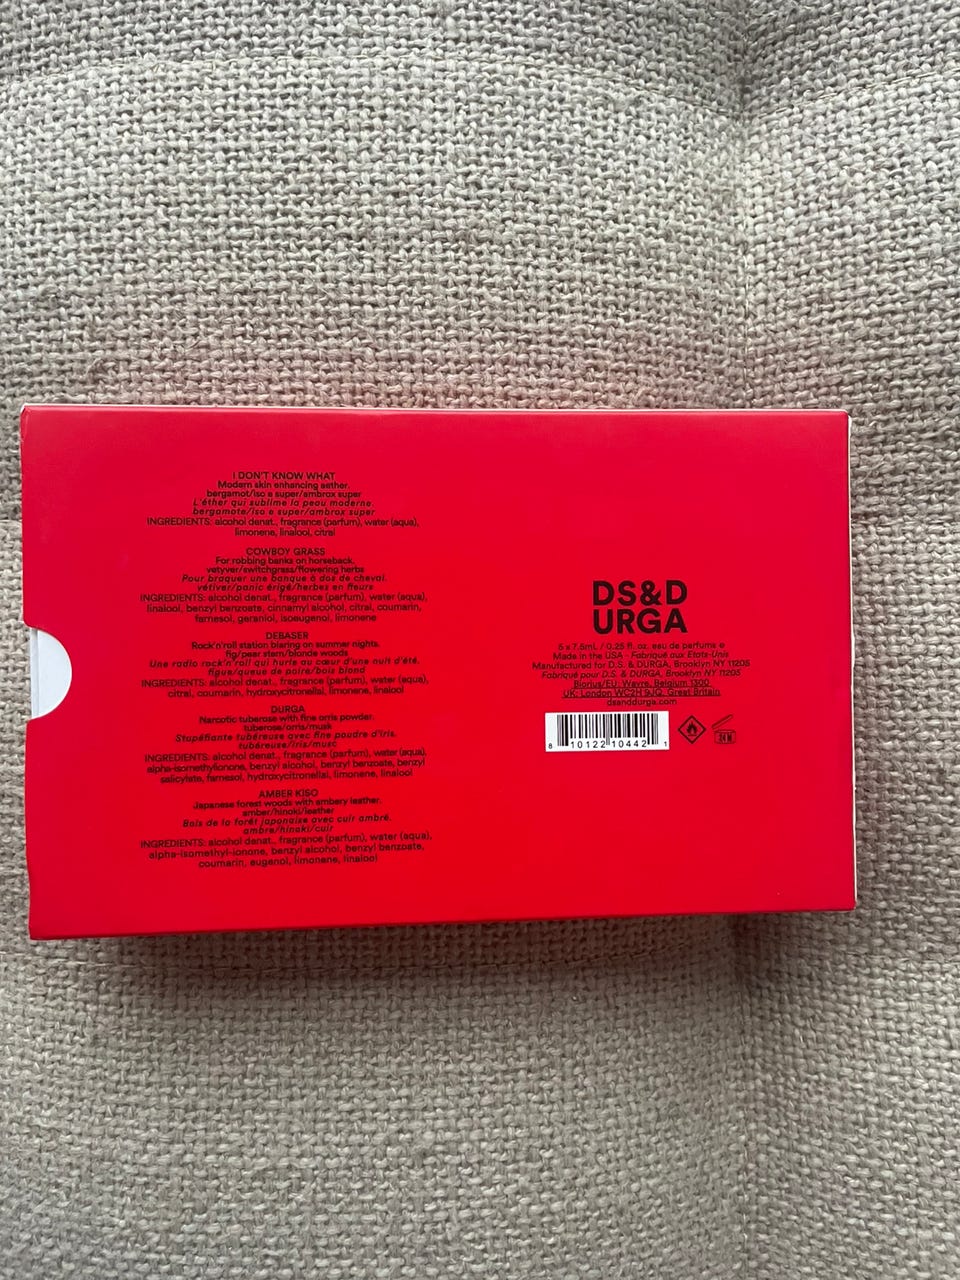 I DON'T KNOW WHAT
Modern skin enhancing aether.
bergamot/iso e super/ambrox super
L'éther qui sublime la peau moderne.
bergamote/iso e super/ambrox super
INGREDIENTS: alcohol denat., fragrance (parfum), water (aqua),
limonene, linalool, citral
COWBOY GRASS
For robbing banks on horseback.
vetyver/switchgrass/flowering herbs
Pour braquer une banque à dos de cheval.
vétiver/panic érigé/herbes en fleurs
INGREDIENTS: alcohol denat., fragrance (parfum), water (aqua),
linalool, benzyl benzoate, cinnamyl alcohol, citral, coumarin,
farnesol, geraniol, isoeugenol, limonene
DEBASER
Rock'n'roll station blaring on summer nights.
fig/pear stem/blonde woods
Une radio rock'n'roll qui hurle au cœur d'une nuit d'été.
figue/queue de poire/bois blond
INGREDIENTS: alcohol denat., fragrance (parfum), water (aqua),
citral, coumarin, hydroxycitronellal, limonene, linalool
DURGA
Narcotic tuberose with fine orris powder.
tuberose/orris/musk
Stupéfiante tubéreuse avec fine poudre d'iris.
tubéreuse/iris/musc
INGREDIENTS: alcohol denat., fragrance (parfum), water (aqua),
alpha-isomethylionone, benzyl alcohol, benzyl benzoate, benzyl
salicylate, farnesol, hydroxycitronellal, limonene, linalool
AMBER KISO
Japanese forest woods with ambery leather.
amber/hinoki/leather
Bois de la forêt japonaise avec cuir ambré.
ambre/hinoki/cuir
INGREDIENTS: alcohol denat., fragrance (parfum), water (aqua),
alpha-isomethyl-ionone, benzyl alcohol, benzyl benzoate,
coumarin, eugenol, limonene, linalool
DS&D
URGA
5 x 7.5mL / 0.25 fl. oz. eau de parfums e
Made in the USA - Fabriqué aux Etats-Unis
Manufactured for D.S. & DURGA, Brooklyn NY 11205
Fabriqué pour D.S. & DURGA, Brooklyn NY 11205
Biorius/EU: Wavre, Belgium 1300
UK: London WC2H 9JQ, Great Britain
dsanddurga.com
8 10122 10442 1
24M